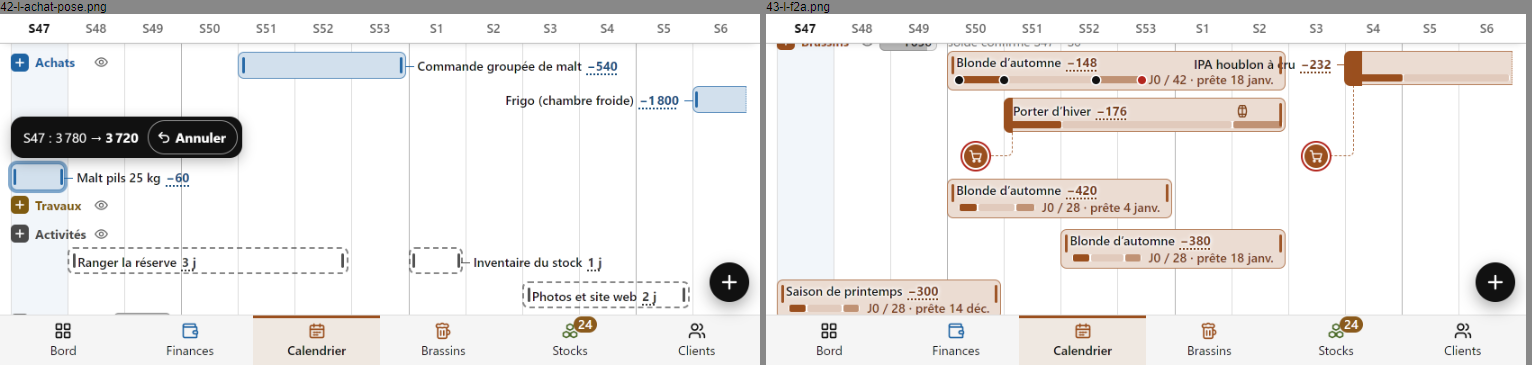 42-l-achat-pose.png
S47 S48 S49 S50 S51 S52 S53 S1 S2 S3 S4 S5 S6
Achats
Commande groupée de malt −540
Frigo (chambre froide) −1 800
S47 : 3 780 → 3 720 Annuler
Malt pils 25 kg −60
Travaux
Activités
Ranger la réserve 3 j
Inventaire du stock 1 j
Photos et site web 2 j
Bord Finances Calendrier Brassins Stocks 24 Clients
43-l-f2a.png
S47 S48 S49 S50 S51 S52 S53 S1 S2 S3 S4 S5 S6
Brassins
Blonde d'automne −148
J0 / 42 · prête 18 janv.
IPA houblon à cru −232
Porter d'hiver −176
Blonde d'automne −420
J0 / 28 · prête 4 janv.
Blonde d'automne −380
J0 / 28 · prête 18 janv.
Saison de printemps −300
J0 / 28 · prête 14 déc.
Bord Finances Calendrier Brassins Stocks 24 Clients